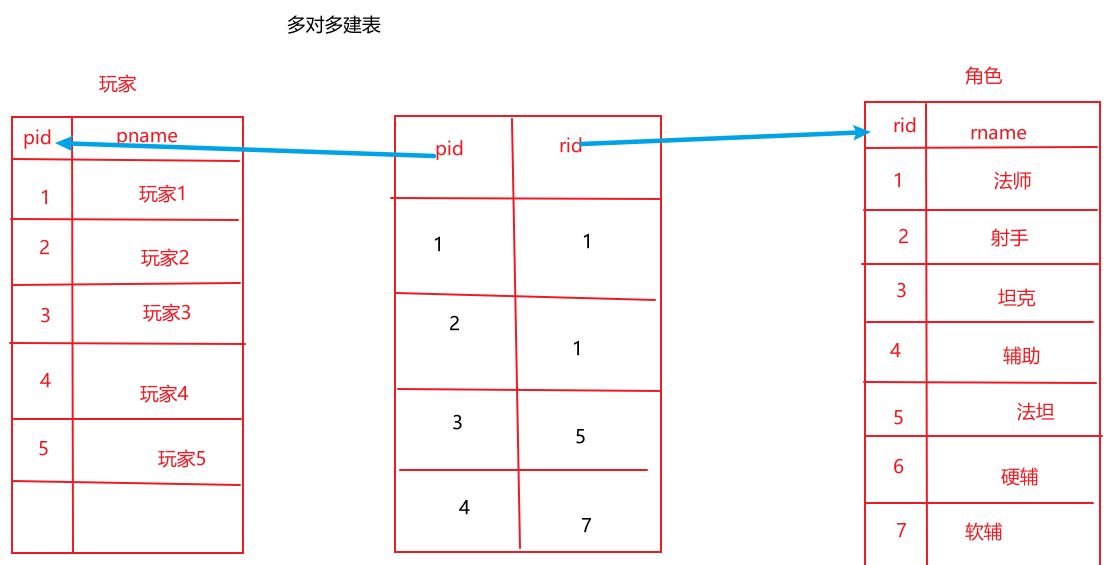 多对多建表
玩家
pid pname
1 玩家1
2 玩家2
3 玩家3
4 玩家4
5 玩家5
pid rid
1 1
2 1
3 5
4 7
角色
rid rname
1 法师
2 射手
3 坦克
4 辅助
5 法坦
6 硬辅
7 软辅